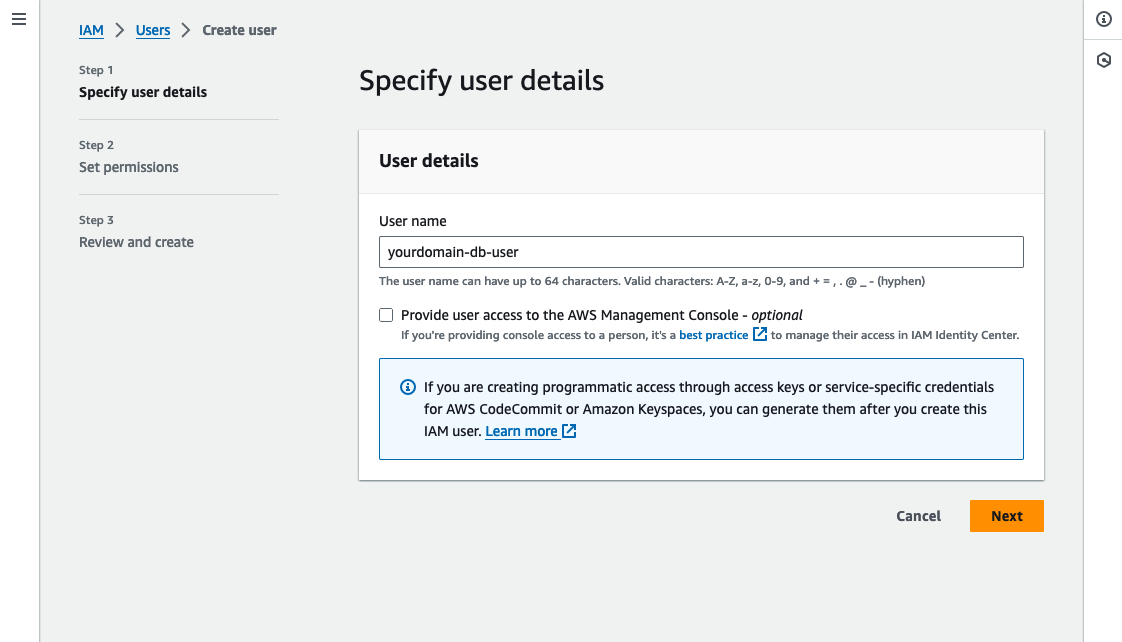 IAM > Users > Create user
Step 1
Specify user details
Step 2
Set permissions
Step 3
Review and create
Specify user details
User details
User name
yourdomain-db-user
The user name can have up to 64 characters. Valid characters: A-Z, a-z, 0-9, and + = , . @ _ - (hyphen)
Provide user access to the AWS Management Console - optional
If you're providing console access to a person, it's a best practice to manage their access in IAM Identity Center.
If you are creating programmatic access through access keys or service-specific credentials
for AWS CodeCommit or Amazon Keyspaces, you can generate them after you create this
IAM user. Learn more
Cancel
Next